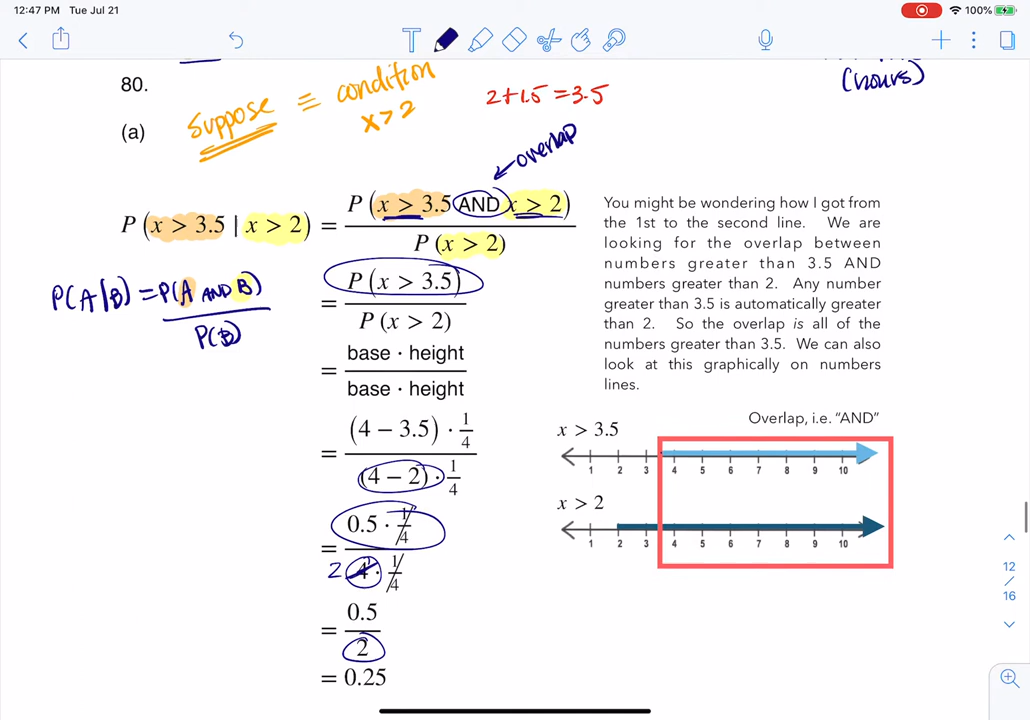 12:47 PM Tue Jul 21
100%
T
80.
(hours)
Suppose ≡ condition
x > 2
2+1.5=3.5
(a)
overlap
P (x > 3.5 | x > 2) = P (x > 3.5 AND x > 2) / P (x > 2)
P(A|B) = P(A AND B) / P(B)
= P (x > 3.5) / P (x > 2)
= base · height / base · height
= (4 − 3.5) · 1/4 / (4 − 2) · 1/4
= 0.5 · 1/4 / 2 4 · 1/4
= 0.5 / 2
= 0.25
You might be wondering how I got from
the 1st to the second line. We are
looking for the overlap between
numbers greater than 3.5 AND
numbers greater than 2. Any number
greater than 3.5 is automatically greater
than 2. So the overlap is all of the
numbers greater than 3.5. We can also
look at this graphically on numbers
lines.
Overlap, i.e. "AND"
x > 3.5
1 2 3 4 5 6 7 8 9 10
x > 2
1 2 3 4 5 6 7 8 9 10
12
/
16